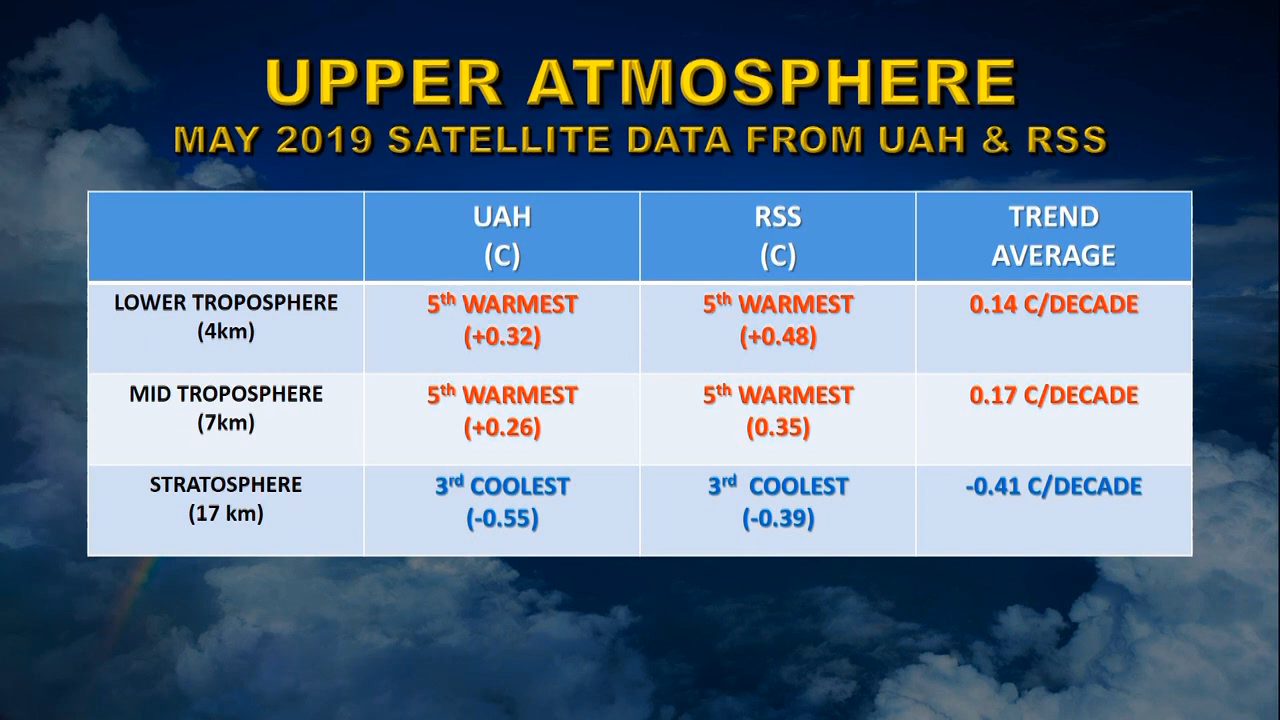 UPPER ATMOSPHERE
MAY 2019 SATELLITE DATA FROM UAH & RSS
UAH
(C)
RSS
(C)
TREND
AVERAGE
LOWER TROPOSPHERE
(4km)
5th WARMEST
(+0.32)
5th WARMEST
(+0.48)
0.14 C/DECADE
MID TROPOSPHERE
(7km)
5th WARMEST
(+0.26)
5th WARMEST
(0.35)
0.17 C/DECADE
STRATOSPHERE
(17 km)
3rd COOLEST
(-0.55)
3rd COOLEST
(-0.39)
-0.41 C/DECADE